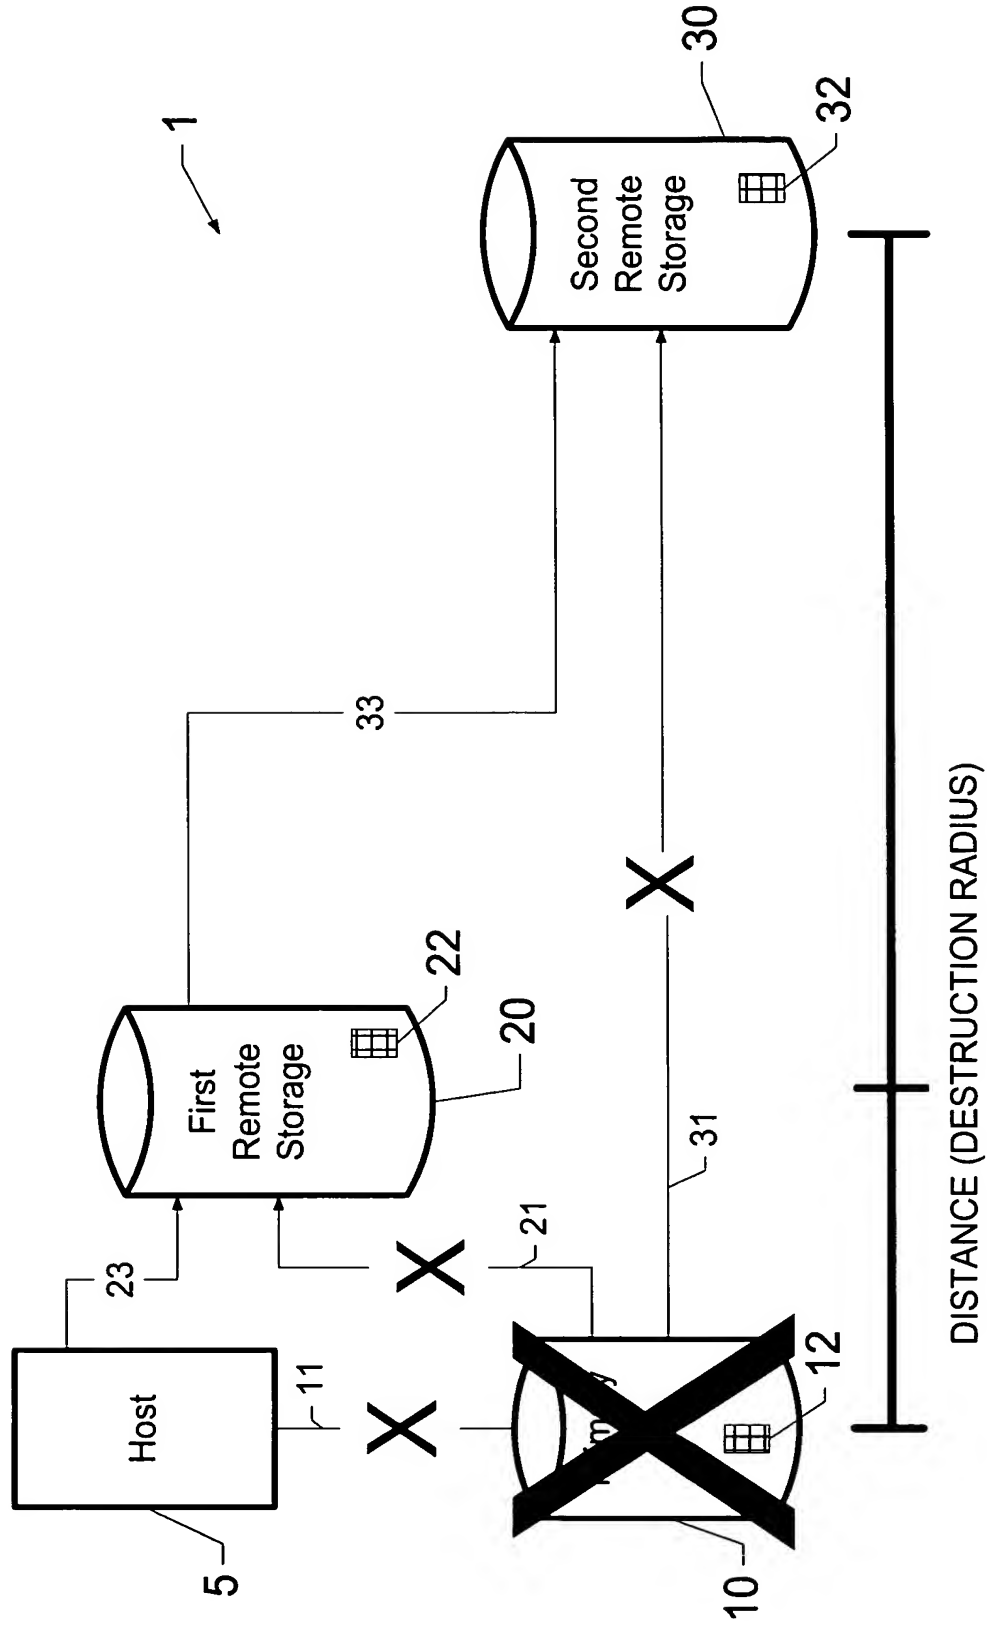 1
5
Host
23
First
Remote
Storage
22
20
33
11
21
31
10
12
Second
Remote
Storage
30
32
DISTANCE (DESTRUCTION RADIUS)